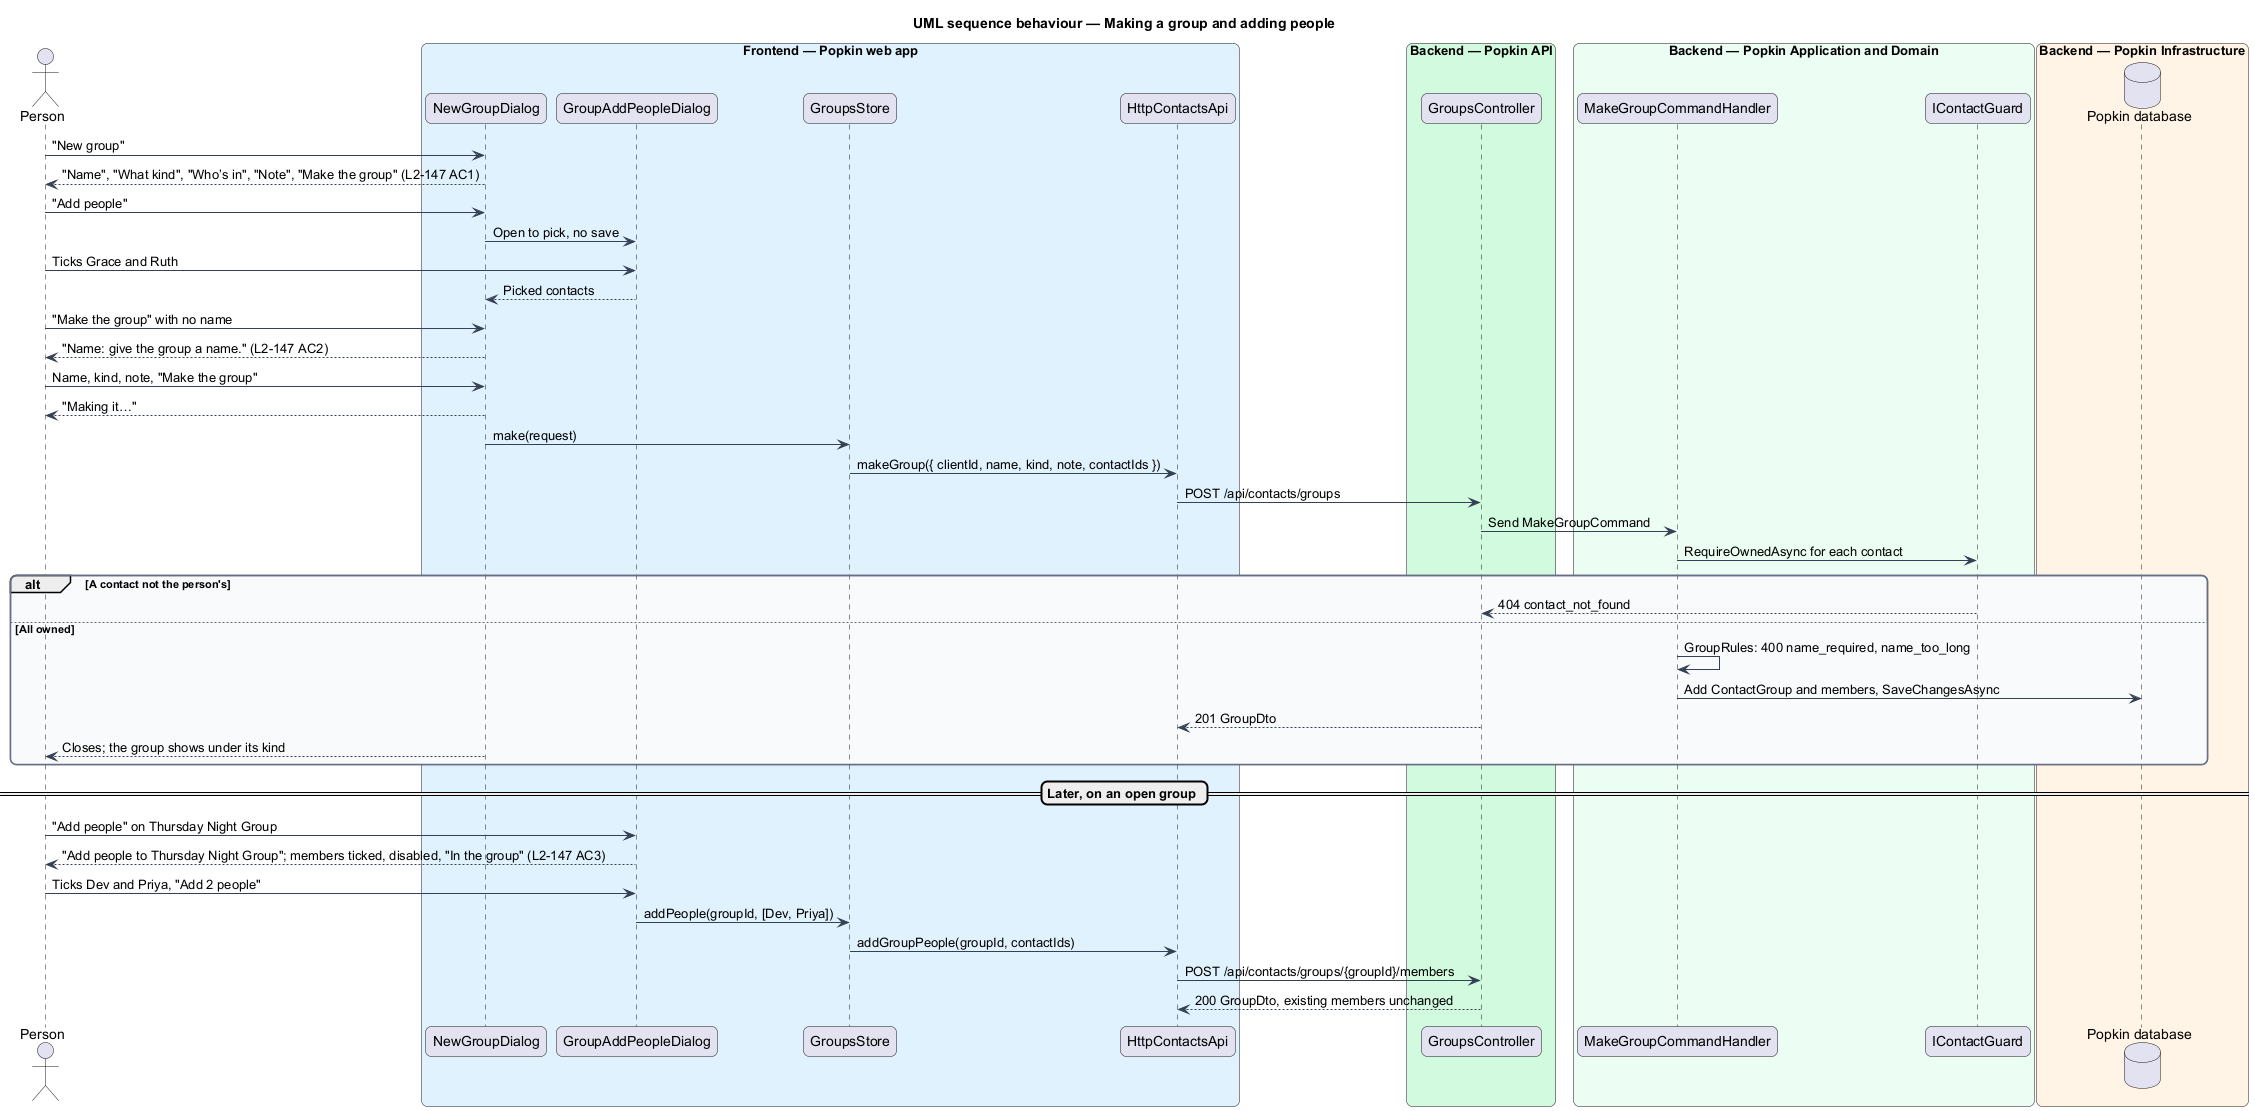 UML sequence behaviour — Making a group and adding people
Frontend — Popkin web app
Backend — Popkin API
Backend — Popkin Application and Domain
Backend — Popkin Infrastructure
Person
NewGroupDialog
GroupAddPeopleDialog
GroupsStore
HttpContactsApi
GroupsController
MakeGroupCommandHandler
IContactGuard
Popkin database
"New group"
"Name", "What kind", "Who's in", "Note", "Make the group" (L2-147 AC1)
"Add people"
Open to pick, no save
Ticks Grace and Ruth
Picked contacts
"Make the group" with no name
"Name: give the group a name." (L2-147 AC2)
Name, kind, note, "Make the group"
"Making it…"
make(request)
makeGroup({ clientId, name, kind, note, contactIds })
POST /api/contacts/groups
Send MakeGroupCommand
RequireOwnedAsync for each contact
alt [A contact not the person's]
404 contact_not_found
[All owned]
GroupRules: 400 name_required, name_too_long
Add ContactGroup and members, SaveChangesAsync
201 GroupDto
Closes; the group shows under its kind
Later, on an open group
"Add people" on Thursday Night Group
"Add people to Thursday Night Group"; members ticked, disabled, "In the group" (L2-147 AC3)
Ticks Dev and Priya, "Add 2 people"
addPeople(groupId, [Dev, Priya])
addGroupPeople(groupId, contactIds)
POST /api/contacts/groups/{groupId}/members
200 GroupDto, existing members unchanged
Person
NewGroupDialog
GroupAddPeopleDialog
GroupsStore
HttpContactsApi
GroupsController
MakeGroupCommandHandler
IContactGuard
Popkin database